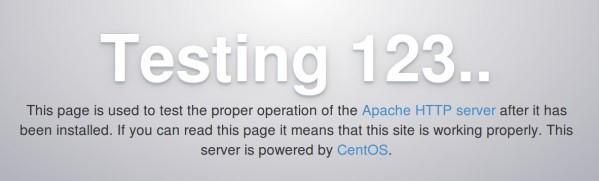 Testing 123..
This page is used to test the proper operation of the Apache HTTP server after it has
been installed. If you can read this page it means that this site is working properly. This
server is powered by CentOS.